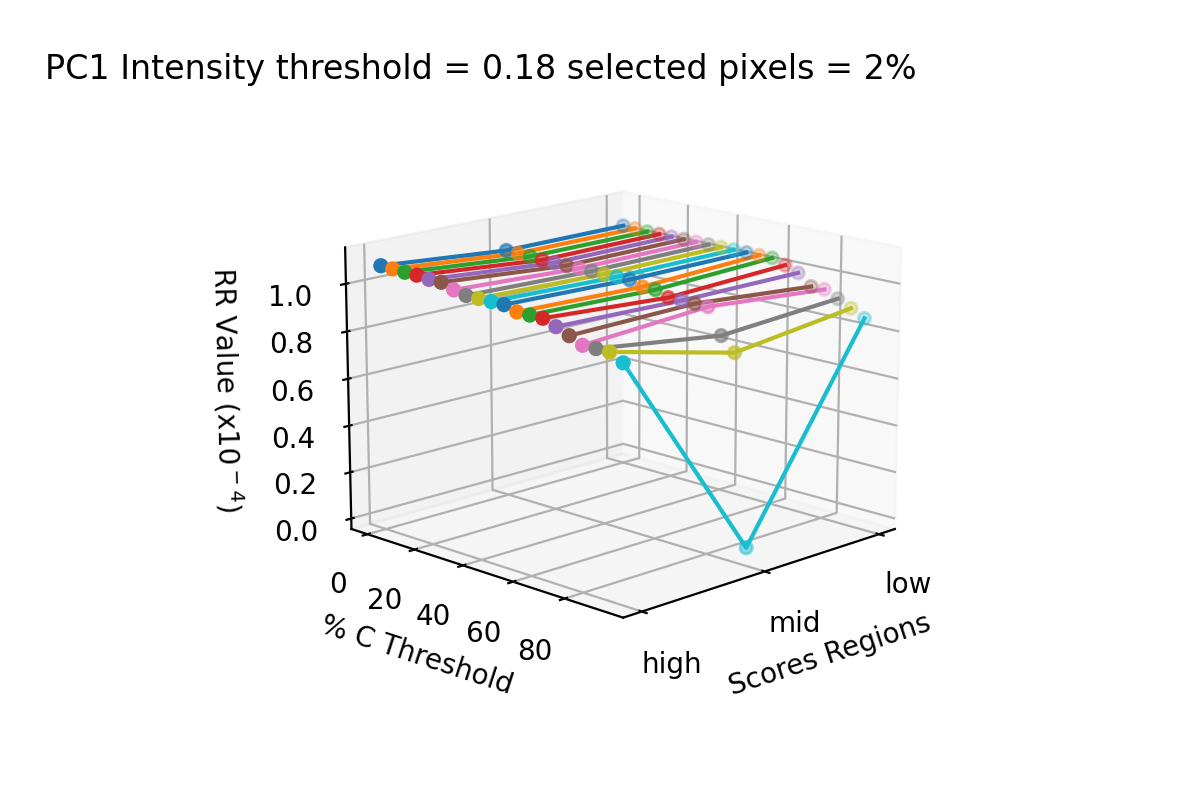 PC1 Intensity threshold = 0.18 selected pixels = 2%
RR Value (x10⁻⁴)
1.0
0.8
0.6
0.4
0.2
0.0
0
20
40
60
80
% C Threshold
high
mid
low
Scores Regions